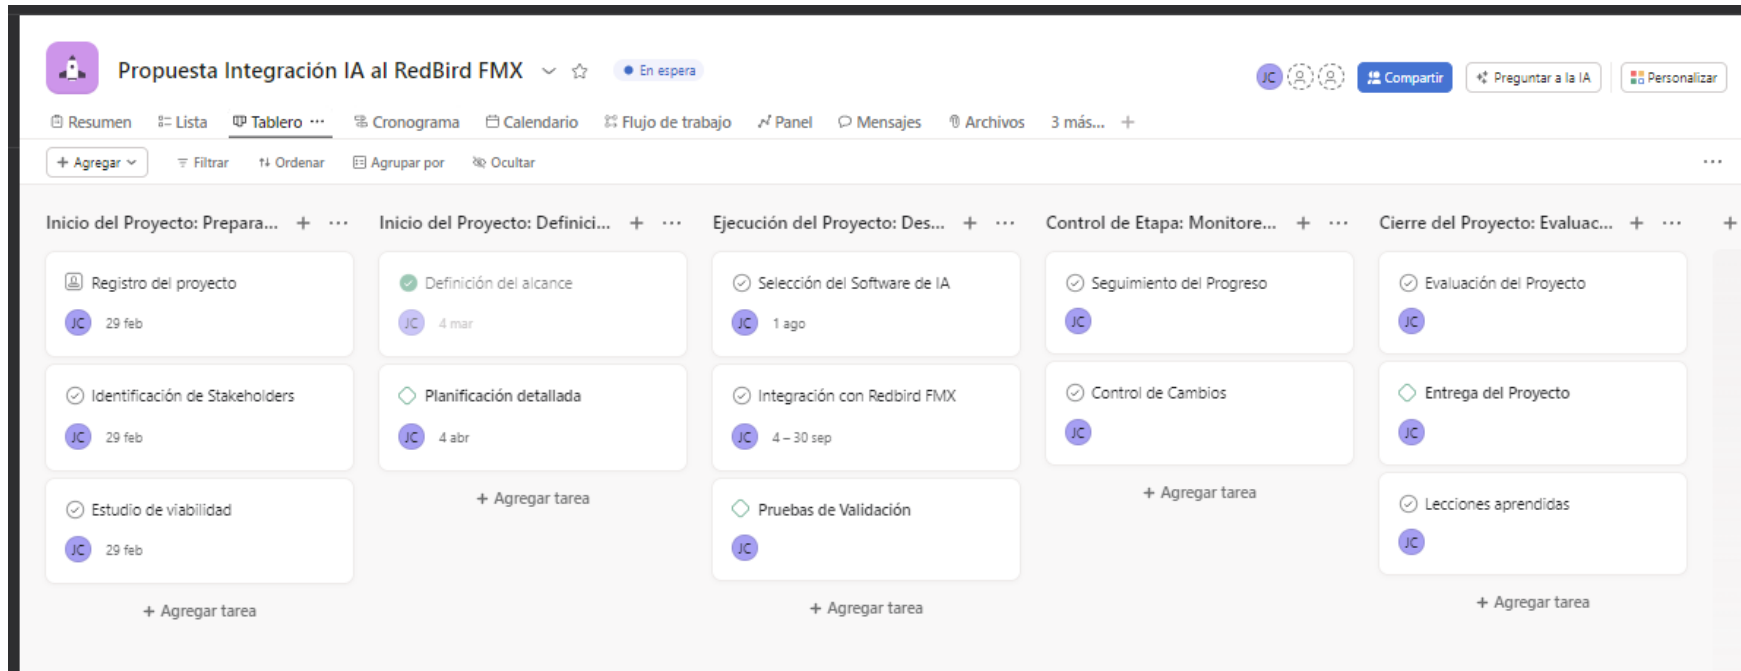 Propuesta Integración IA al RedBird FMX
En espera
JC
Compartir
Preguntar a la IA
Personalizar
Resumen
Lista
Tablero ···
Cronograma
Calendario
Flujo de trabajo
Panel
Mensajes
Archivos
3 más...
+
+ Agregar
Filtrar
Ordenar
Agrupar por
Ocultar
···
Inicio del Proyecto: Prepara... + ···
Registro del proyecto
JC 29 feb
Identificación de Stakeholders
JC 29 feb
Estudio de viabilidad
JC 29 feb
+ Agregar tarea
Inicio del Proyecto: Definici... + ···
Definición del alcance
JC 4 mar
Planificación detallada
JC 4 abr
+ Agregar tarea
Ejecución del Proyecto: Des... + ···
Selección del Software de IA
JC 1 ago
Integración con Redbird FMX
JC 4 – 30 sep
Pruebas de Validación
JC
+ Agregar tarea
Control de Etapa: Monitore... + ···
Seguimiento del Progreso
JC
Control de Cambios
JC
+ Agregar tarea
Cierre del Proyecto: Evaluac... + ···
Evaluación del Proyecto
JC
Entrega del Proyecto
JC
Lecciones aprendidas
JC
+ Agregar tarea
+